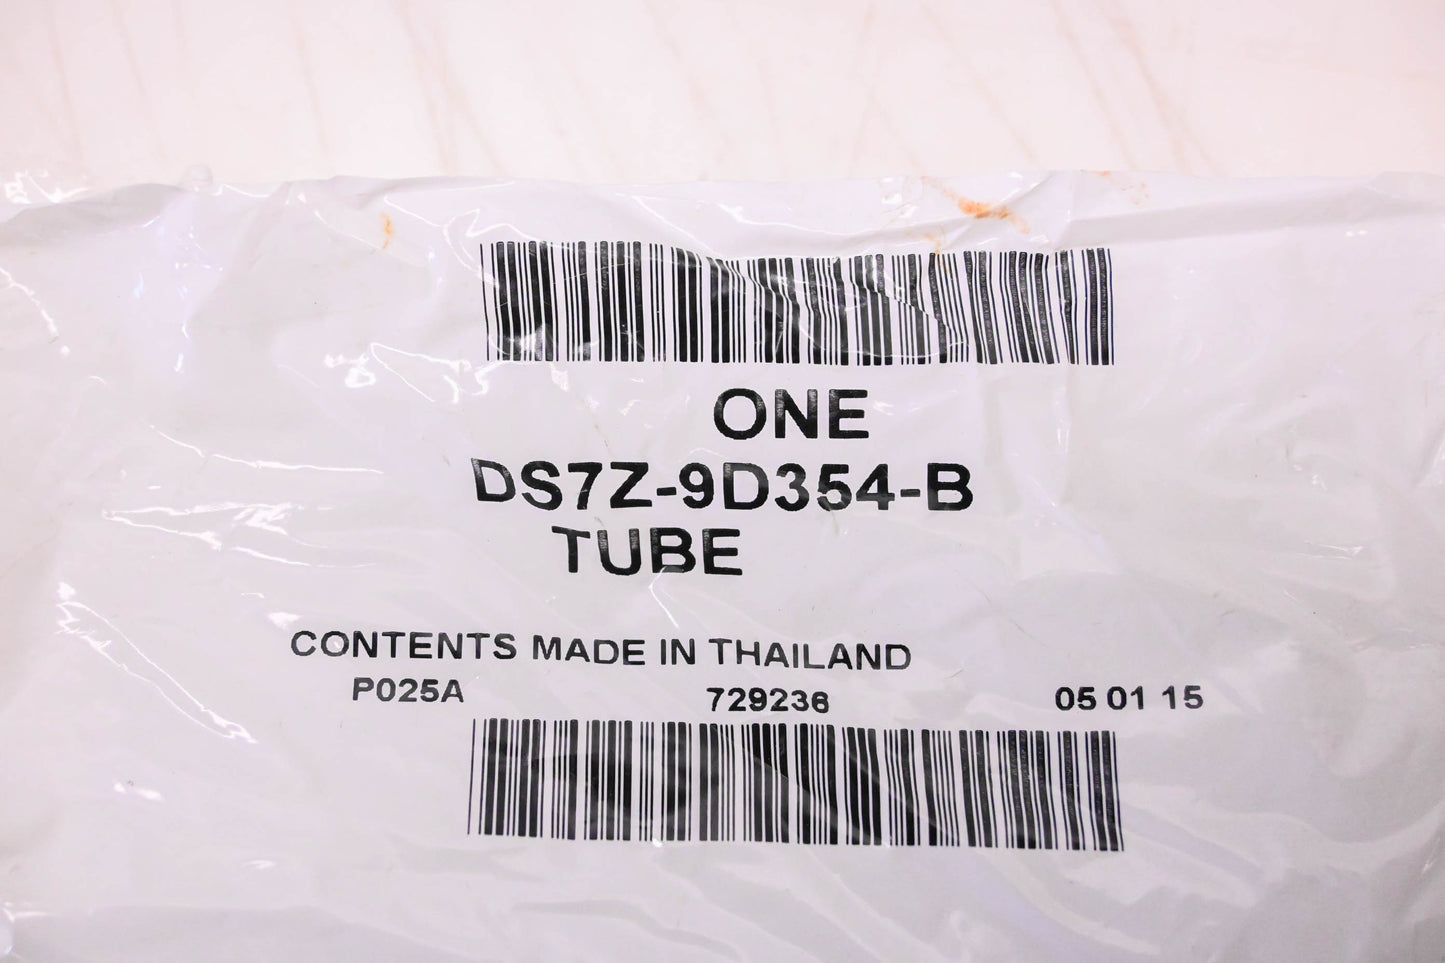 ONE
DS7Z-9D354-B
TUBE
CONTENTS MADE IN THAILAND
P025A 729236 05 01 15